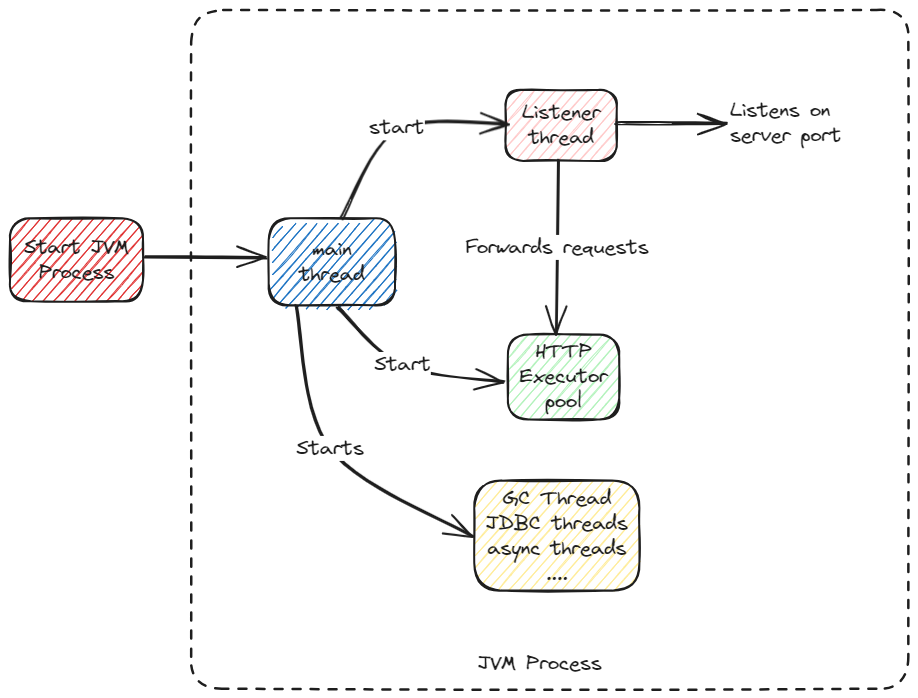 Listener
thread
Listens on
server port
start
Start JVM
Process
main
thread
Forwards requests
Start
HTTP
Executor
pool
Starts
GC Thread
JDBC threads
async threads
....
JVM Process